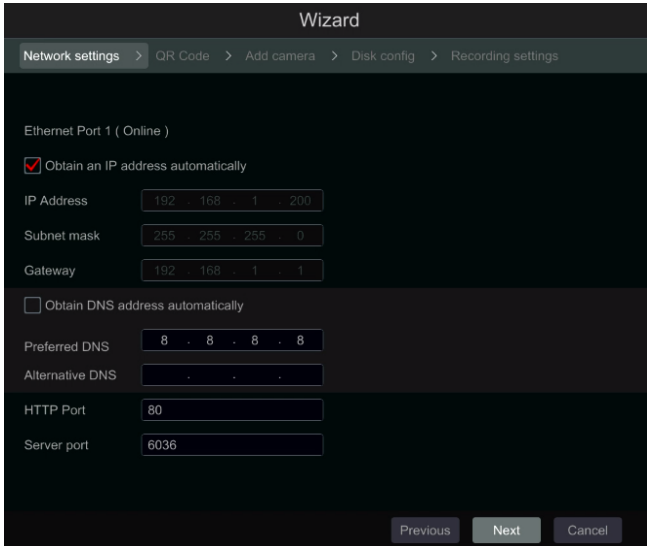 Wizard
Network settings > QR Code > Add camera > Disk config > Recording settings
Ethernet Port 1 ( Online )
Obtain an IP address automatically
IP Address 192 . 168 . 1 . 200
Subnet mask 255 . 255 . 255 . 0
Gateway 192 . 168 . 1 . 1
Obtain DNS address automatically
Preferred DNS 8 . 8 . 8 . 8
Alternative DNS . . .
HTTP Port 80
Server port 6036
Previous Next Cancel